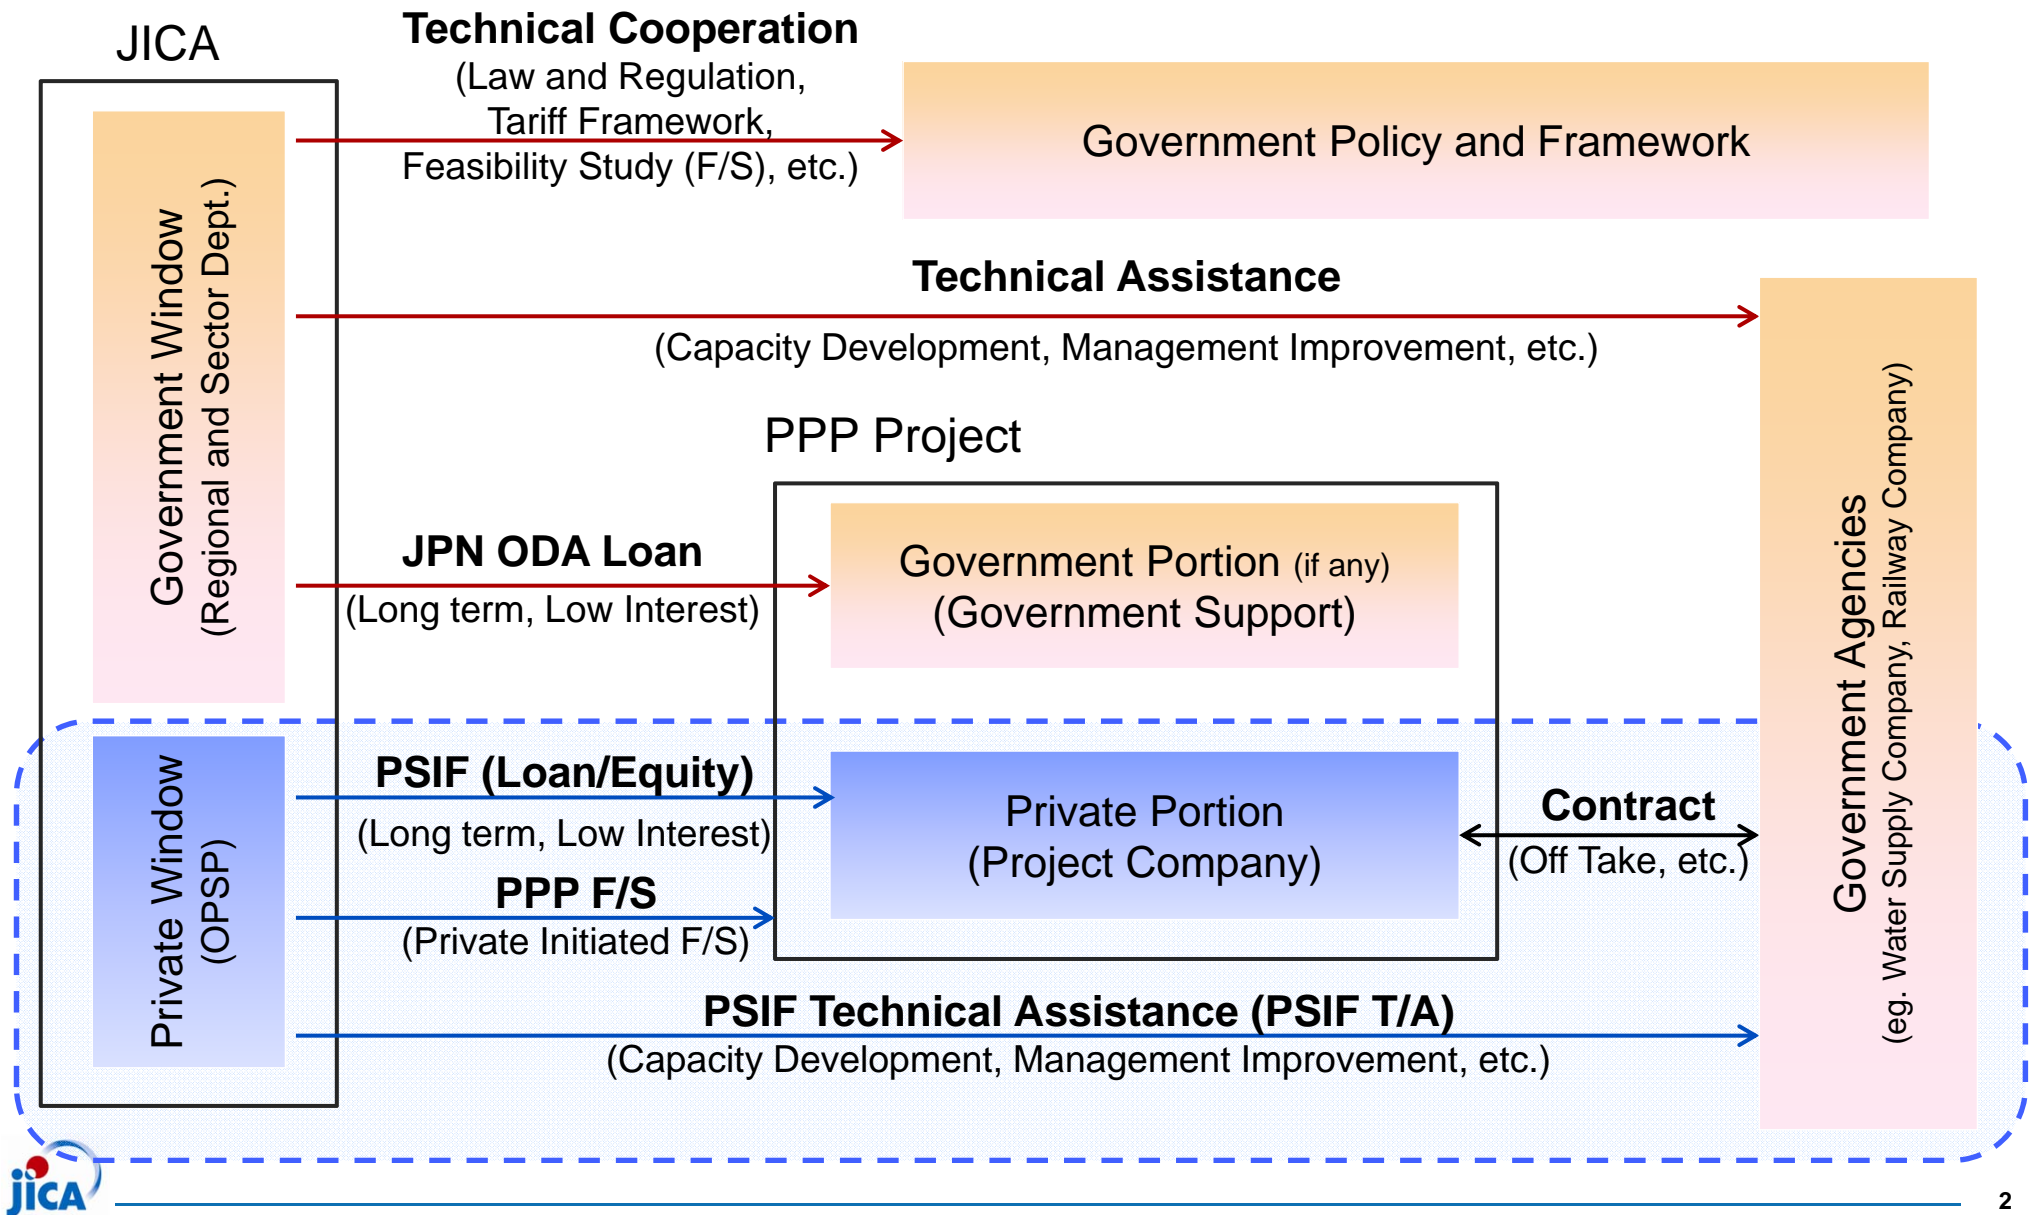 JICA
Technical Cooperation
(Law and Regulation,
Tariff Framework,
Feasibility Study (F/S), etc.)
Government Policy and Framework
Government Window
(Regional and Sector Dept.)
Technical Assistance
(Capacity Development, Management Improvement, etc.)
PPP Project
JPN ODA Loan
(Long term, Low Interest)
Government Portion (if any)
(Government Support)
Government Agencies
(eg. Water Supply Company, Railway Company)
Private Window
(OPSP)
PSIF (Loan/Equity)
(Long term, Low Interest)
Private Portion
(Project Company)
Contract
(Off Take, etc.)
PPP F/S
(Private Initiated F/S)
PSIF Technical Assistance (PSIF T/A)
(Capacity Development, Management Improvement, etc.)
jICA
2